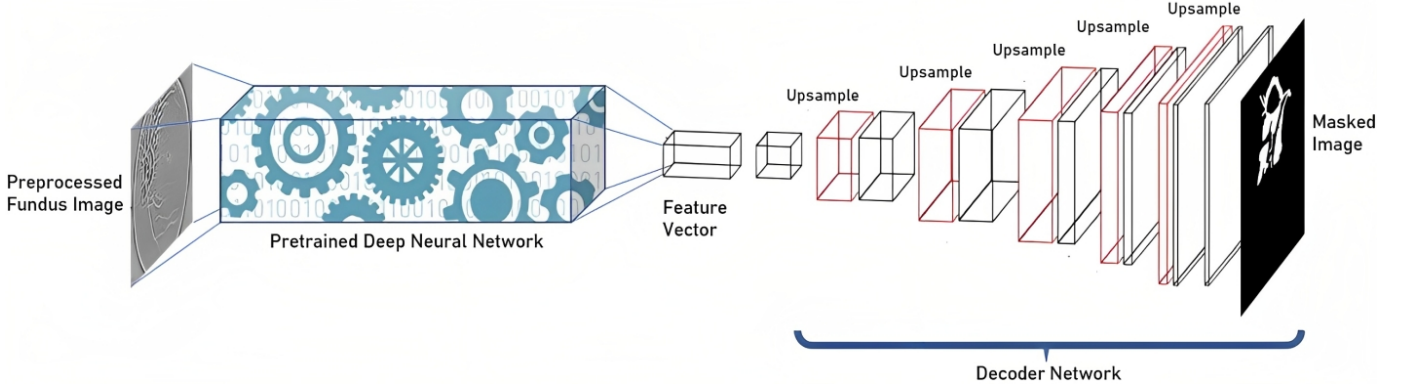 Preprocessed
Fundus Image
Pretrained Deep Neural Network
Feature
Vector
Upsample
Upsample
Upsample
Upsample
Upsample
Masked
Image
Decoder Network